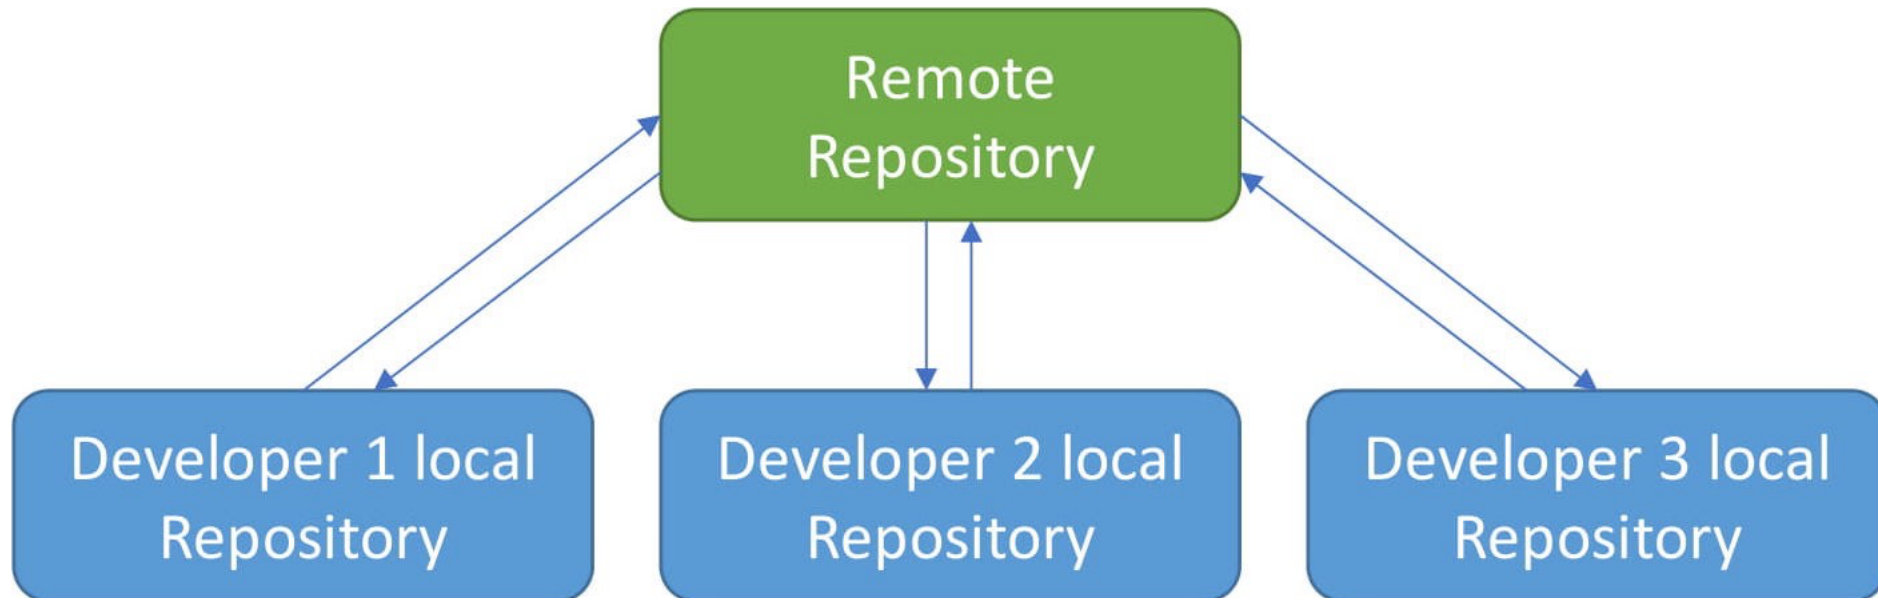 Remote
Repository
Developer 1 local
Repository
Developer 2 local
Repository
Developer 3 local
Repository